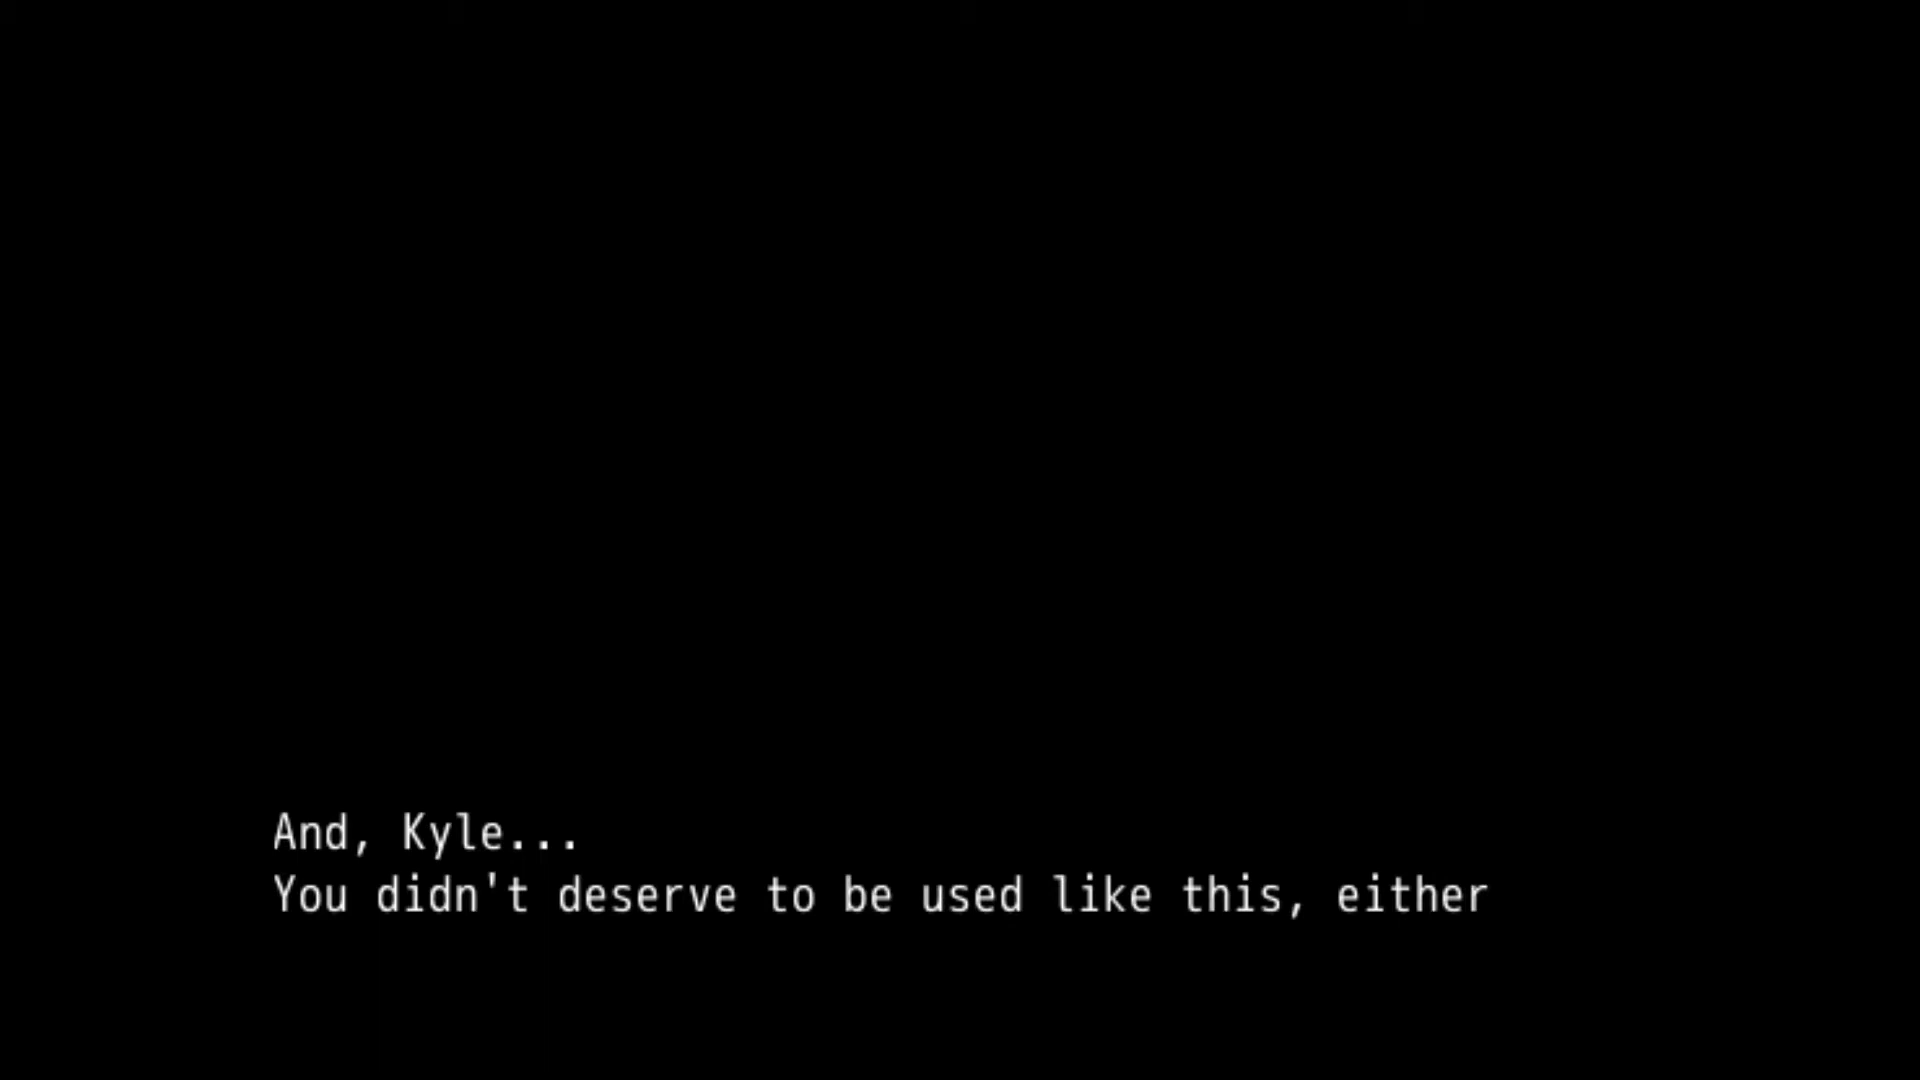 And, Kyle...
You didn't deserve to be used like this, either